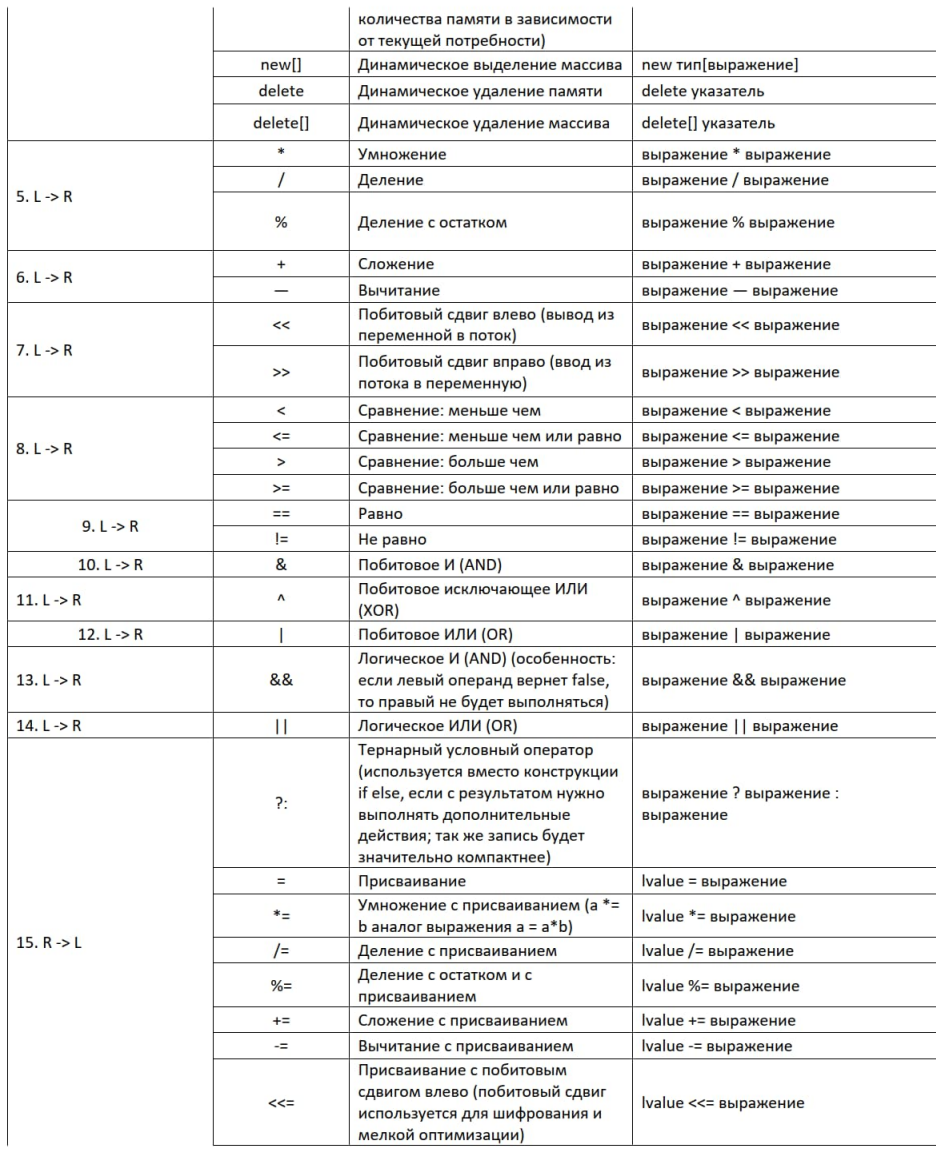 количества памяти в зависимости
от текущей потребности)
new[] Динамическое выделение массива new тип[выражение]
delete Динамическое удаление памяти delete указатель
delete[] Динамическое удаление массива delete[] указатель
5. L -> R
* Умножение выражение * выражение
/ Деление выражение / выражение
% Деление с остатком выражение % выражение
6. L -> R
+ Сложение выражение + выражение
— Вычитание выражение — выражение
7. L -> R
<< Побитовый сдвиг влево (вывод из
переменной в поток) выражение << выражение
>> Побитовый сдвиг вправо (ввод из
потока в переменную) выражение >> выражение
8. L -> R
< Сравнение: меньше чем выражение < выражение
<= Сравнение: меньше чем или равно выражение <= выражение
> Сравнение: больше чем выражение > выражение
>= Сравнение: больше чем или равно выражение >= выражение
9. L -> R
== Равно выражение == выражение
!= Не равно выражение != выражение
10. L -> R & Побитовое И (AND) выражение & выражение
11. L -> R ^ Побитовое исключающее ИЛИ
(XOR) выражение ^ выражение
12. L -> R | Побитовое ИЛИ (OR) выражение | выражение
13. L -> R && Логическое И (AND) (особенность:
если левый операнд вернет false,
то правый не будет выполняться) выражение && выражение
14. L -> R || Логическое ИЛИ (OR) выражение || выражение
15. R -> L
?: Тернарный условный оператор
(используется вместо конструкции
if else, если с результатом нужно
выполнять дополнительные
действия; так же запись будет
значительно компактнее)
выражение ? выражение :
выражение
= Присваивание lvalue = выражение
*= Умножение с присваиванием (a *=
b аналог выражения a = a*b) lvalue *= выражение
/= Деление с присваиванием lvalue /= выражение
%= Деление с остатком и с
присваиванием lvalue %= выражение
+= Сложение с присваиванием lvalue += выражение
-= Вычитание с присваиванием lvalue -= выражение
<<= Присваивание с побитовым
сдвигом влево (побитовый сдвиг
используется для шифрования и
мелкой оптимизации) lvalue <<= выражение